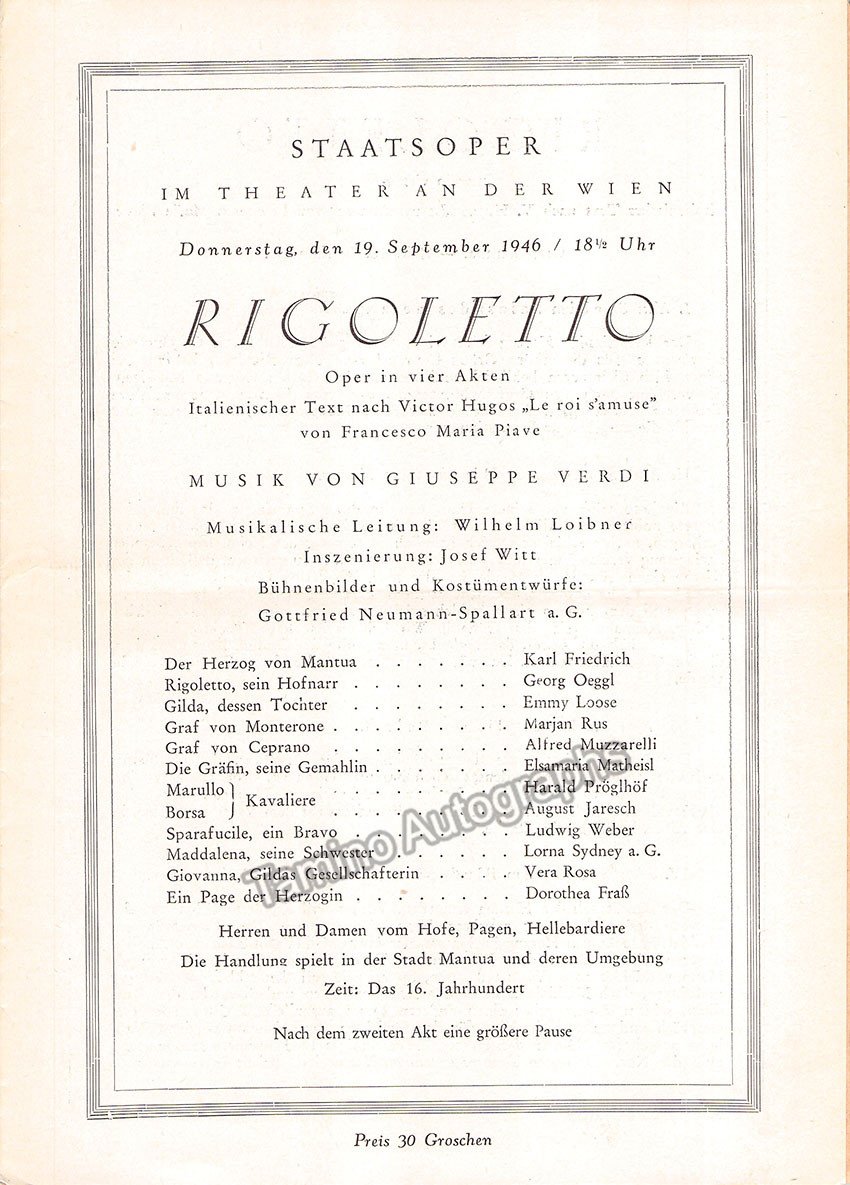 STAATSOPER
IM THEATER AN DER WIEN
Donnerstag, den 19. September 1946 / 18½ Uhr
RIGOLETTO
Oper in vier Akten
Italienischer Text nach Victor Hugos „Le roi s'amuse"
von Francesco Maria Piave
MUSIK VON GIUSEPPE VERDI
Musikalische Leitung: Wilhelm Loibner
Inszenierung: Josef Witt
Bühnenbilder und Kostümentwürfe:
Gottfried Neumann-Spallart a. G.
Der Herzog von Mantua . . . . . . . Karl Friedrich
Rigoletto, sein Hofnarr . . . . . . . . Georg Oeggl
Gilda, dessen Tochter . . . . . . . . Emmy Loose
Graf von Monterone . . . . . . . . . Marjan Rus
Graf von Ceprano . . . . . . . . . Alfred Muzzarelli
Die Gräfin, seine Gemahlin . . . . . . . Elsamaria Matheisl
Marullo } Kavaliere . . . . . . . . Harald Pröglhöf
Borsa . . . . . . . . . August Jaresch
Sparafucile, ein Bravo . . . . . . . . Ludwig Weber
Maddalena, seine Schwester . . . . . . Lorna Sydney a. G.
Giovanna, Gildas Gesellschafterin . . . . Vera Rosa
Ein Page der Herzogin . . . . . . . . Dorothea Fraß
Herren und Damen vom Hofe, Pagen, Hellebardiere
Die Handlung spielt in der Stadt Mantua und deren Umgebung
Zeit: Das 16. Jahrhundert
Nach dem zweiten Akt eine größere Pause
Preis 30 Groschen
Tamino Autographs